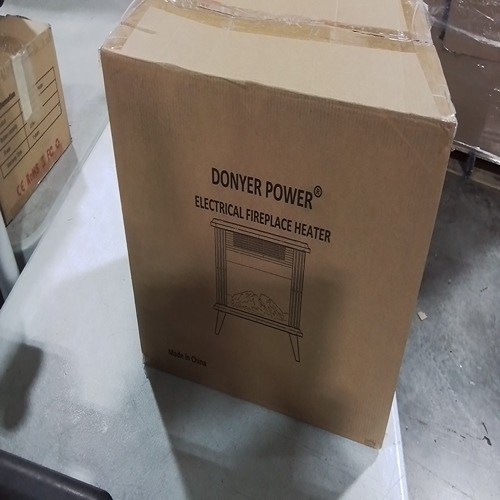 DONYER POWER®
ELECTRICAL FIREPLACE HEATER
Made in China